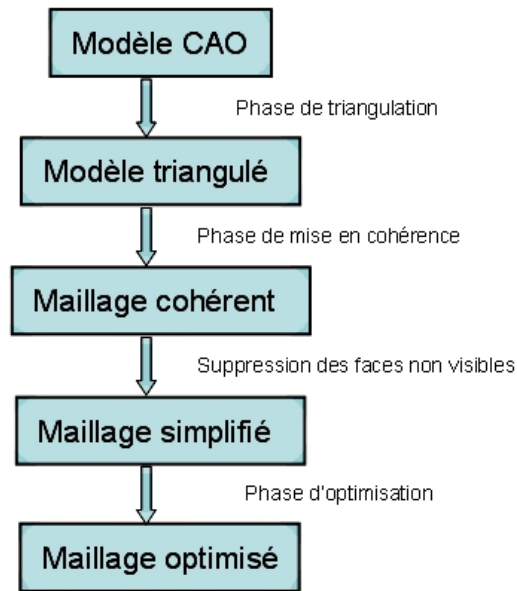 Modèle CAO
Phase de triangulation
Modèle triangulé
Phase de mise en cohérence
Maillage cohérent
Suppression des faces non visibles
Maillage simplifié
Phase d'optimisation
Maillage optimisé